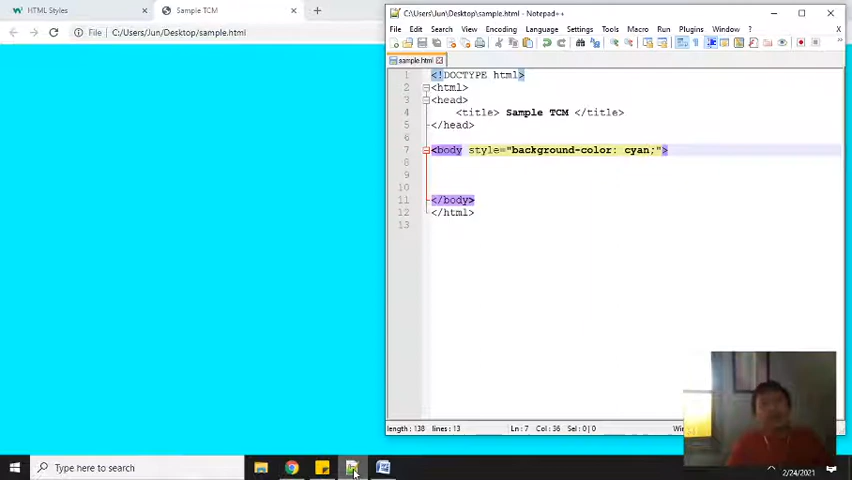 HTML Styles
Sample TCM
File
C:/Users/Jun/Desktop/sample.html
C:\Users\Jun\Desktop\sample.html - Notepad++
File Edit Search View Encoding Language Settings Tools Macro Run Plugins Window
sample.html
1 <!DOCTYPE html>
2 <html>
3 <head>
4 <title> Sample TCM </title>
5 </head>
6
7 <body style="background-color: cyan;">
8
9
10
11 </body>
12 </html>
13
length : 138 lines : 13
Ln : 7 Col : 36 Sel : 0 | 0
Type here to search
2/24/2021